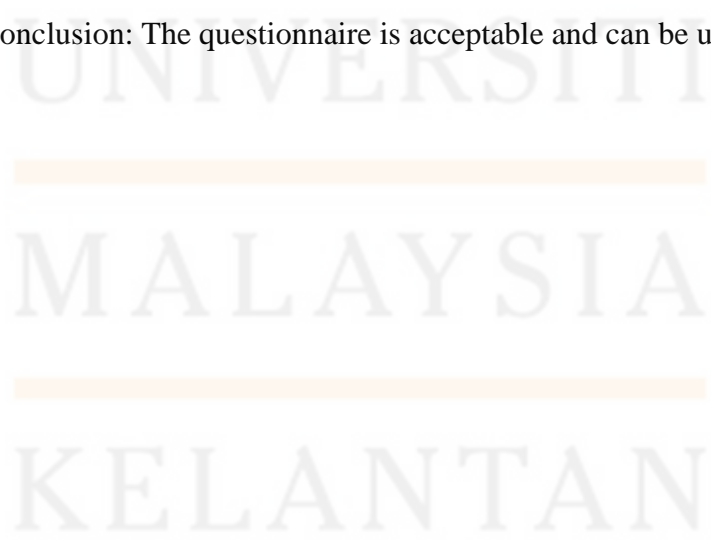 onclusion: The questionnaire is acceptable and can be u
UNIVERSITI
MALAYSIA
KELANTAN